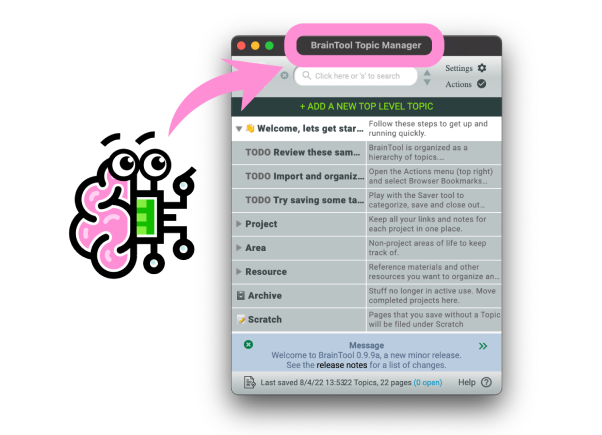 BrainTool Topic Manager
Settings
Click here or 's' to search
Actions
+ ADD A NEW TOP LEVEL TOPIC
Welcome, lets get star...
Follow these steps to get up and
running quickly.
TODO Review these sam...
BrainTool is organized as a
hierarchy of topics....
TODO Import and organiz...
Open the Actions menu (top right)
and select Browser Bookmarks...
TODO Try saving some ta...
Play with the Saver tool to
categorize, save and close out...
Project
Keep all your links and notes for
each project in one place.
Area
Non-project areas of life to keep
track of.
Resource
Reference materials and other
resources you want to organize an...
Archive
Stuff no longer in active use. Move
completed projects here.
Scratch
Pages that you save without a Topic
will be filed under Scratch
Message
Welcome to BrainTool 0.9.9a, a new minor release.
See the release notes for a list of changes.
Last saved 8/4/22 13:5322 Topics, 22 pages (0 open) Help